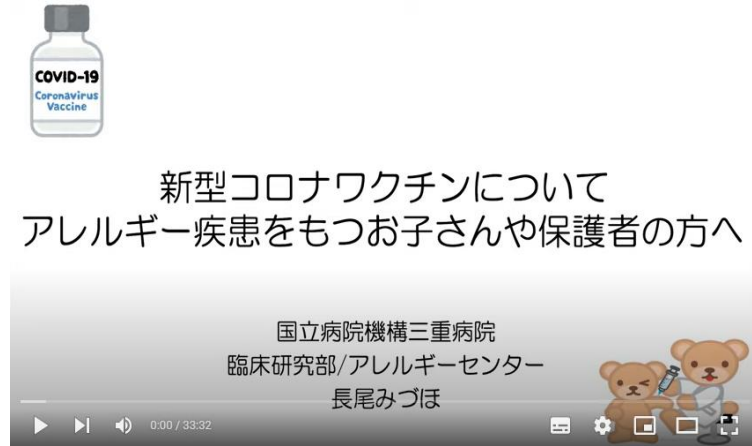 COVID-19
Coronavirus
Vaccine
新型コロナワクチンについて
アレルギー疾患をもつお子さんや保護者の方へ
国立病院機構三重病院
臨床研究部/アレルギーセンター
長尾みづほ
0:00 / 33:32